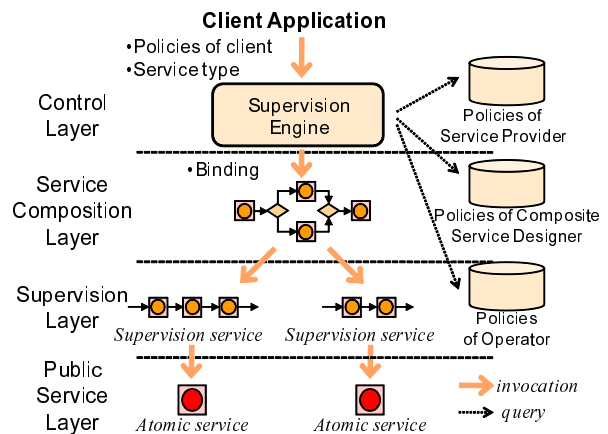 Client Application
•Policies of client
•Service type
Control
Layer
Supervision
Engine
Policies of
Service Provider
•Binding
Service
Composition
Layer
Policies of Composite
Service Designer
Supervision
Layer
Supervision service
Supervision service
Policies
of Operator
Public
Service
Layer
Atomic service
Atomic service
invocation
query